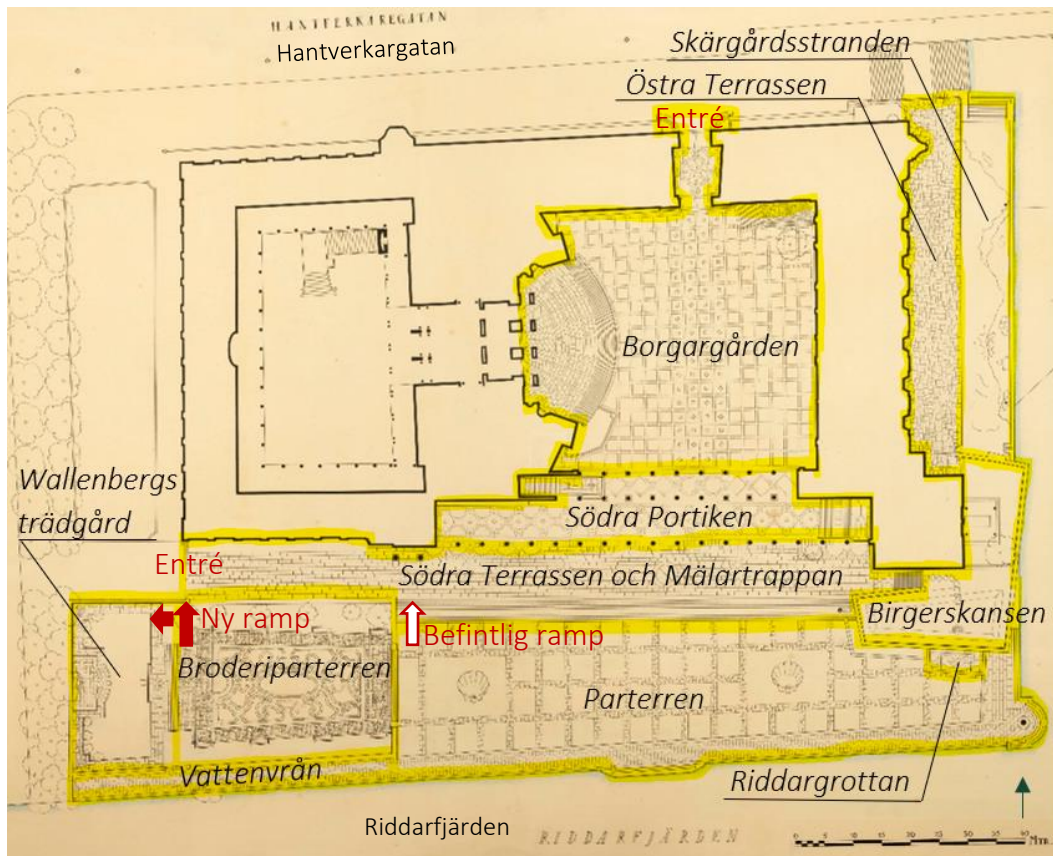 HANTVERKAREGATAN
Hantverkargatan
Skärgårdsstranden
Östra Terrassen
Entré
Borgargården
Wallenbergs
trädgård
Södra Portiken
Entré
Södra Terrassen och Mälartrappan
Ny ramp
Befintlig ramp
Birgerskansen
Broderiparterren
Parterren
Vattenvrån
Riddargrottan
Riddarfjärden
RIDDARFJÄRDEN